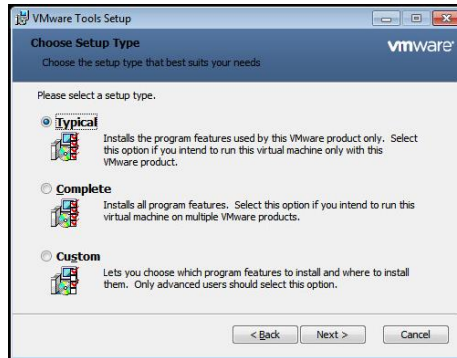 VMware Tools Setup
Choose Setup Type
Choose the setup type that best suits your needs
vmware
Please select a setup type.
Typical
Installs the program features used by this VMware product only. Select
this option if you intend to run this virtual machine only with this
VMware product.
Complete
Installs all program features. Select this option if you intend to run this
virtual machine on multiple VMware products.
Custom
Lets you choose which program features to install and where to install
them. Only advanced users should select this option.
< Back
Next >
Cancel